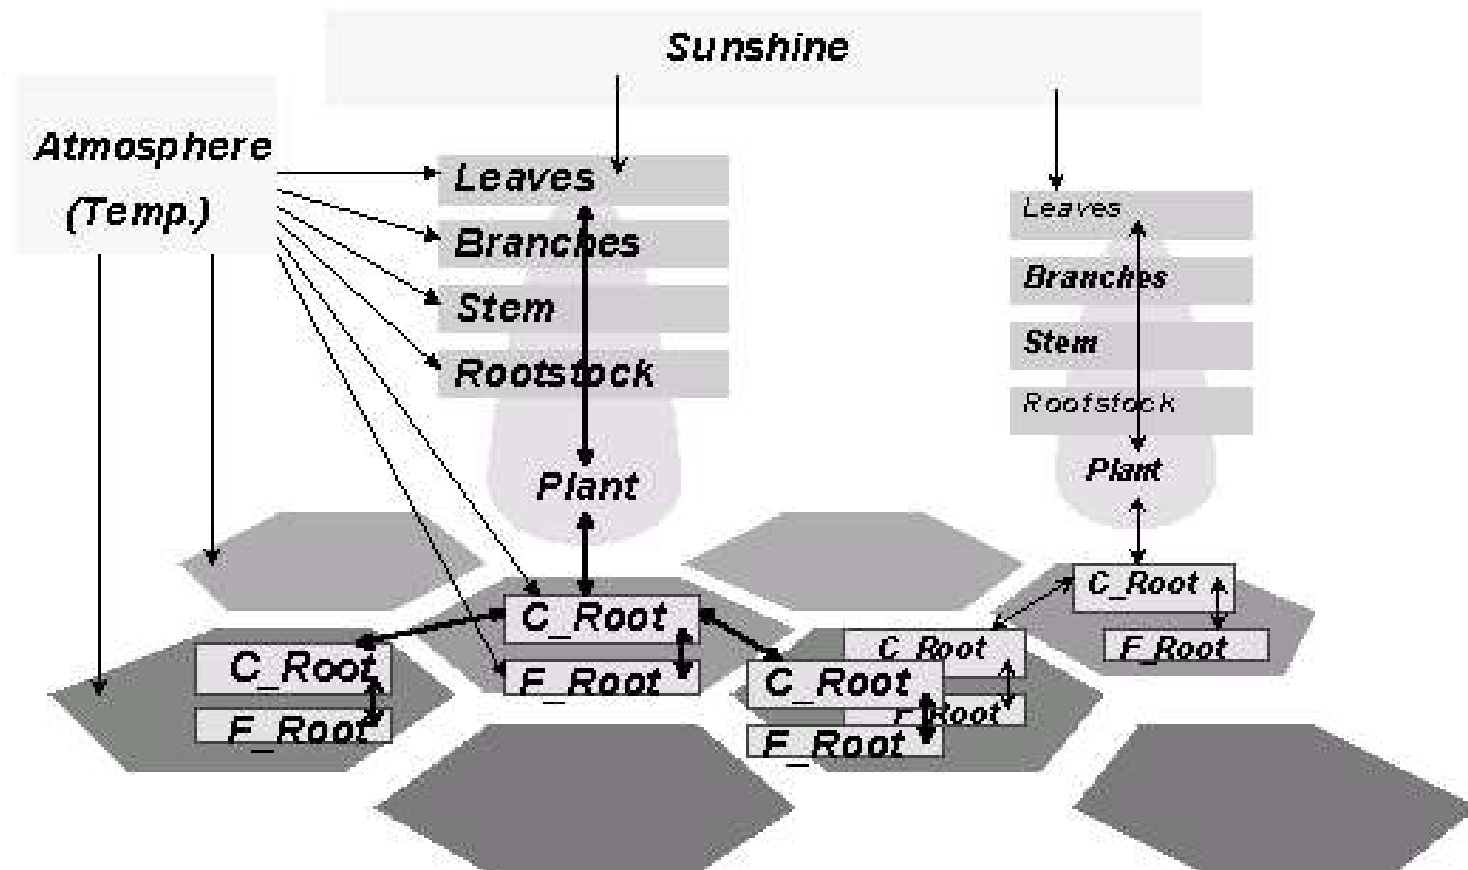 Sunshine
Atmosphere
(Temp.)
Leaves
Branches
Stem
Rootstock
Plant
Leaves
Branches
Stem
Rootstock
Plant
C_Root
F_Root
C_Root
F_Root
C_Root
F_Root
C_Root
F_Root
C_Root
F_Root